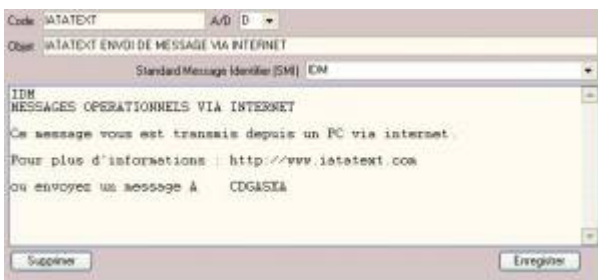 Code IATATEXT A/D D
Objet IATATEXT ENVOI DE MESSAGE VIA INTERNET
Standard Message Identifier (SMI) IDM
IDM
MESSAGES OPERATIONNELS VIA INTERNET
Ce message vous est transmis depuis un PC via internet.
Pour plus d'informations : http://www.iatatext.com
ou envoyez un message A CDGASXA
Supprimer Enregistrer